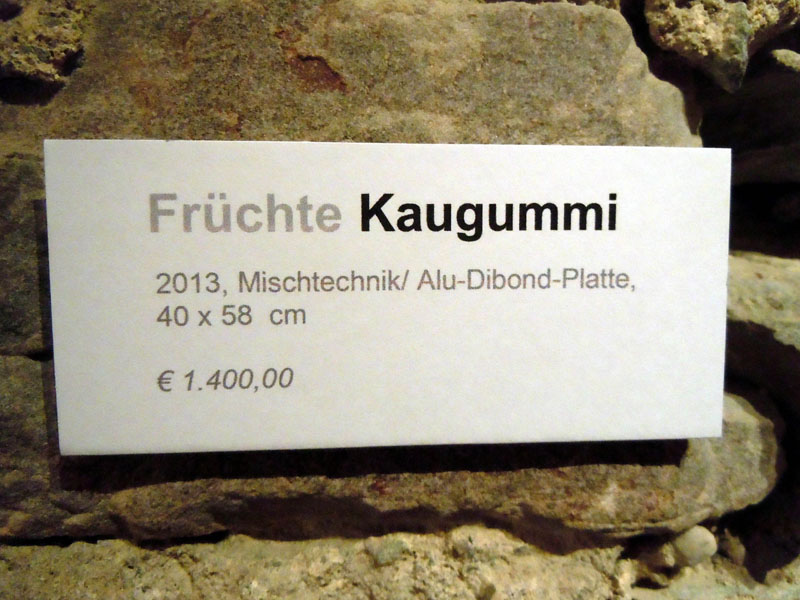 Früchte Kaugummi
2013, Mischtechnik/ Alu-Dibond-Platte,
40 x 58 cm
€ 1.400,00